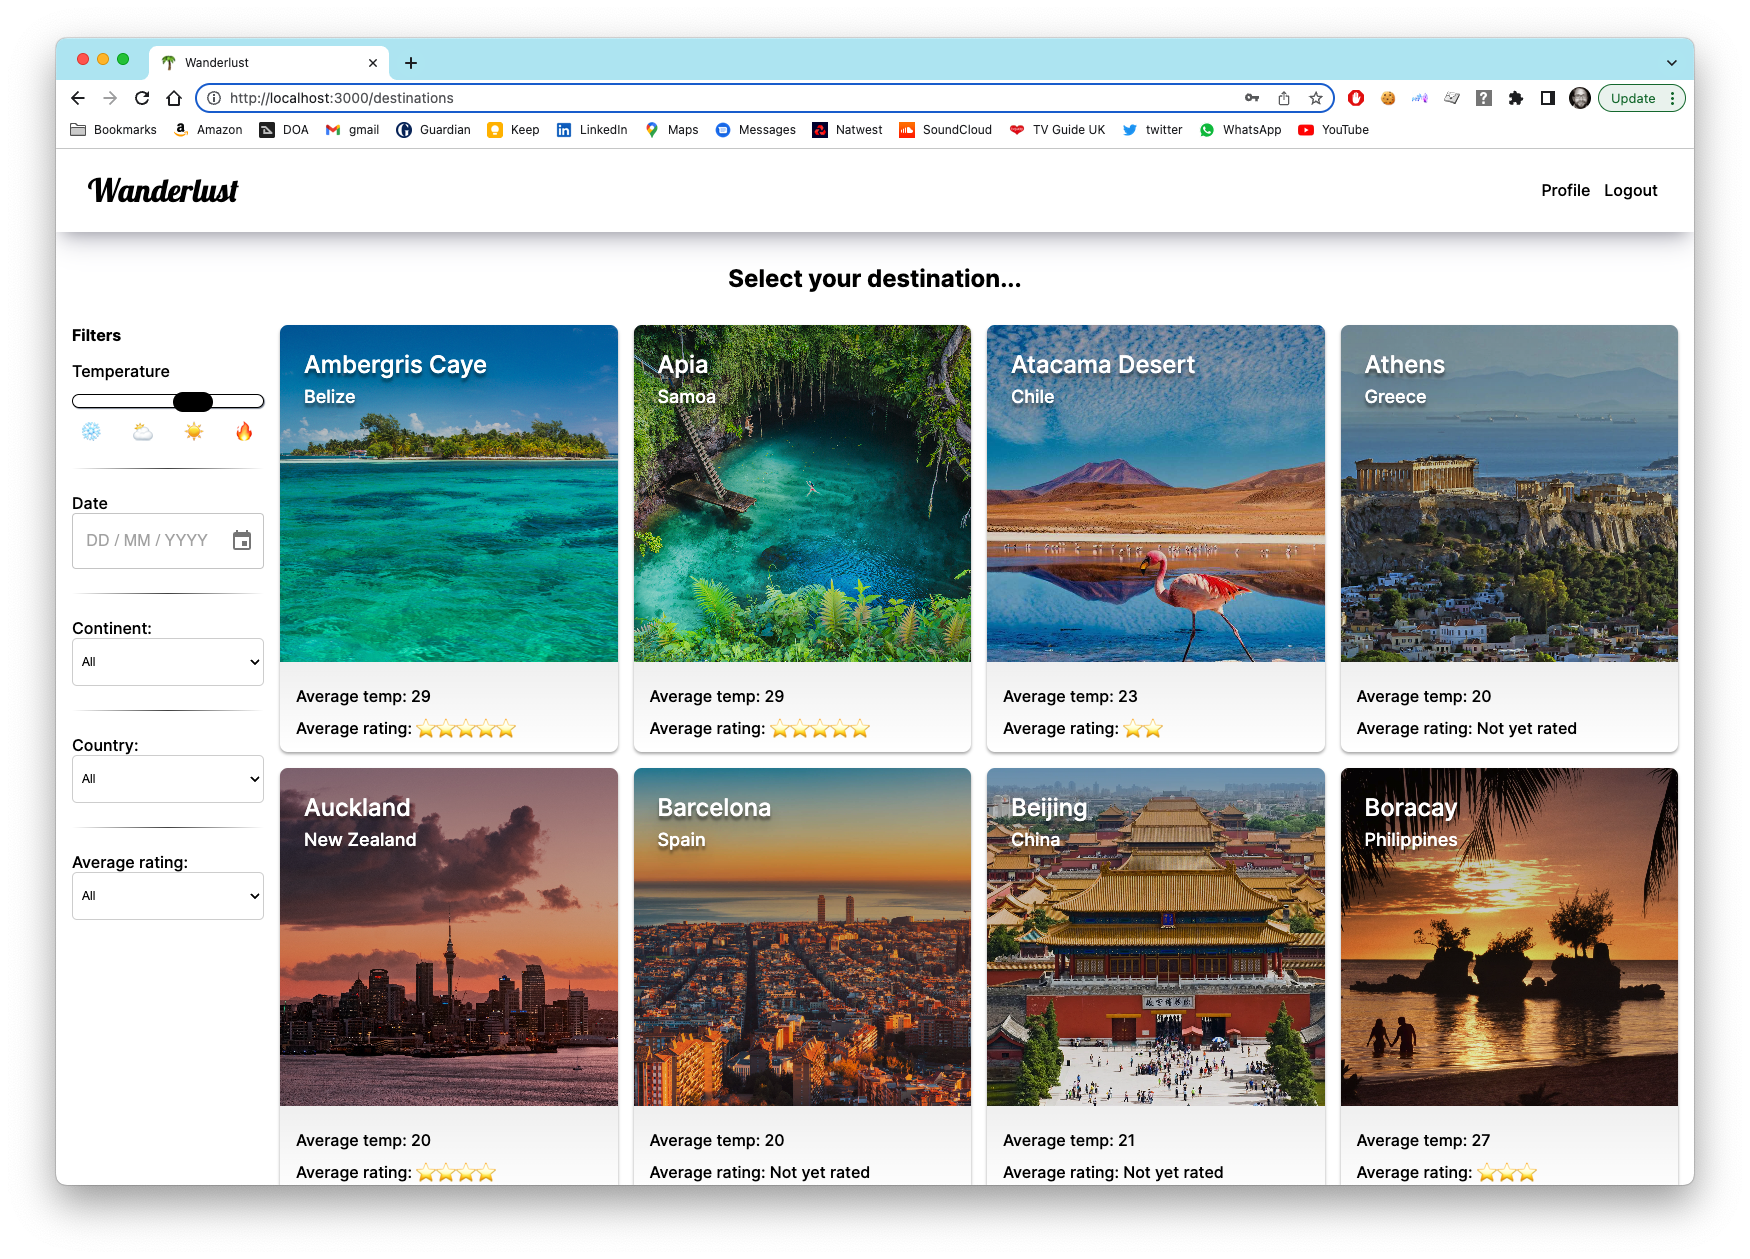 Wanderlust
http://localhost:3000/destinations
Update
Bookmarks Amazon DOA gmail Guardian Keep LinkedIn Maps Messages Natwest SoundCloud TV Guide UK twitter WhatsApp YouTube
Wanderlust
Profile Logout
Select your destination...
Filters
Temperature
Date
DD / MM / YYYY
Continent:
All
Country:
All
Average rating:
All
Ambergris Caye
Belize
Average temp: 29
Average rating: ⭐⭐⭐⭐⭐
Apia
Samoa
Average temp: 29
Average rating: ⭐⭐⭐⭐⭐
Atacama Desert
Chile
Average temp: 23
Average rating: ⭐⭐
Athens
Greece
Average temp: 20
Average rating: Not yet rated
Auckland
New Zealand
Average temp: 20
Average rating: ⭐⭐⭐⭐
Barcelona
Spain
Average temp: 20
Average rating: Not yet rated
Beijing
China
Average temp: 21
Average rating: Not yet rated
Boracay
Philippines
Average temp: 27
Average rating: ⭐⭐⭐